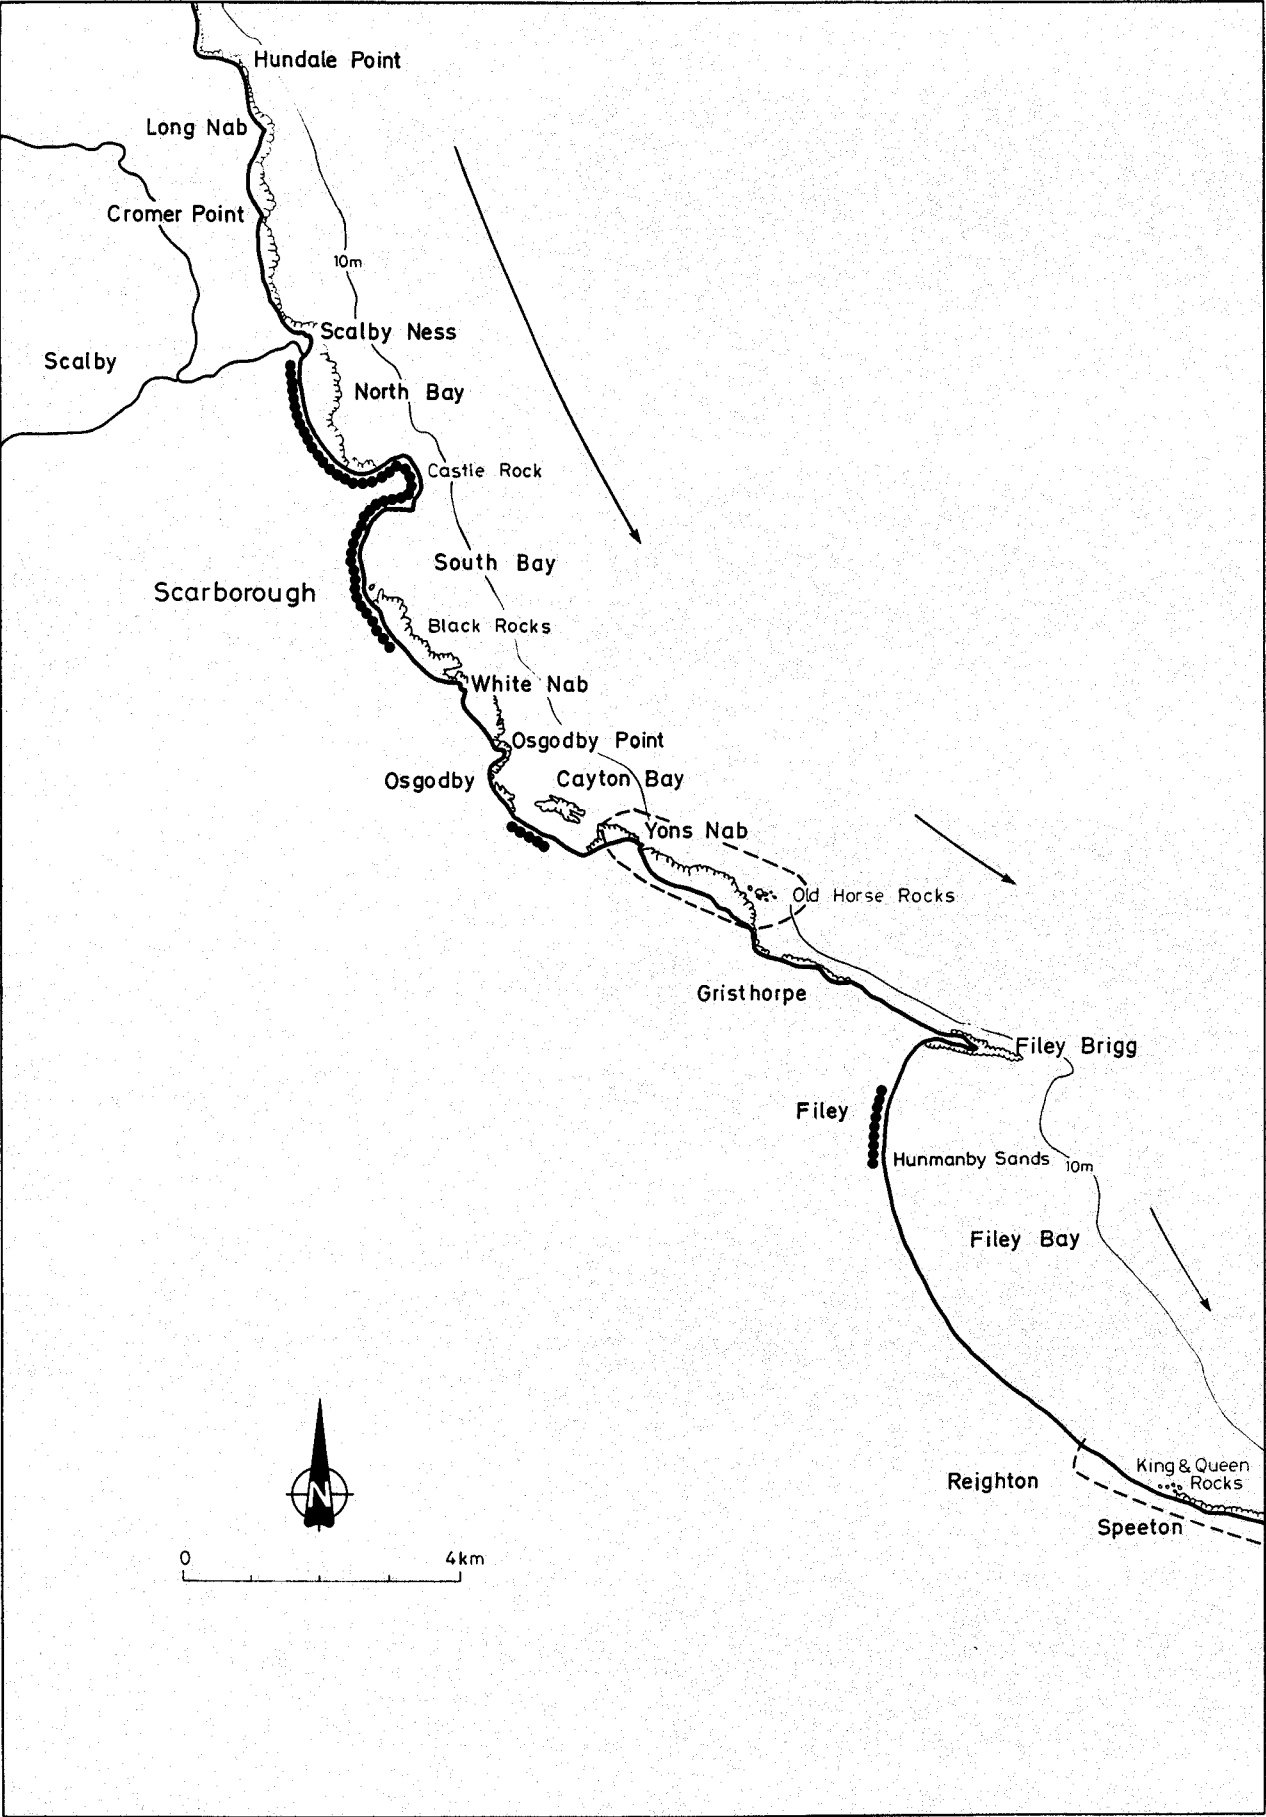 Hundale Point
Long Nab
Cromer Point
10m
Scalby Ness
Scalby
North Bay
Castle Rock
South Bay
Scarborough
Black Rocks
White Nab
Osgodby Point
Osgodby
Cayton Bay
Yons Nab
Old Horse Rocks
Gristhorpe
Filey Brigg
Filey
Hunmanby Sands
10m
Filey Bay
King & Queen
Rocks
Reighton
Speeton
N
0
4km